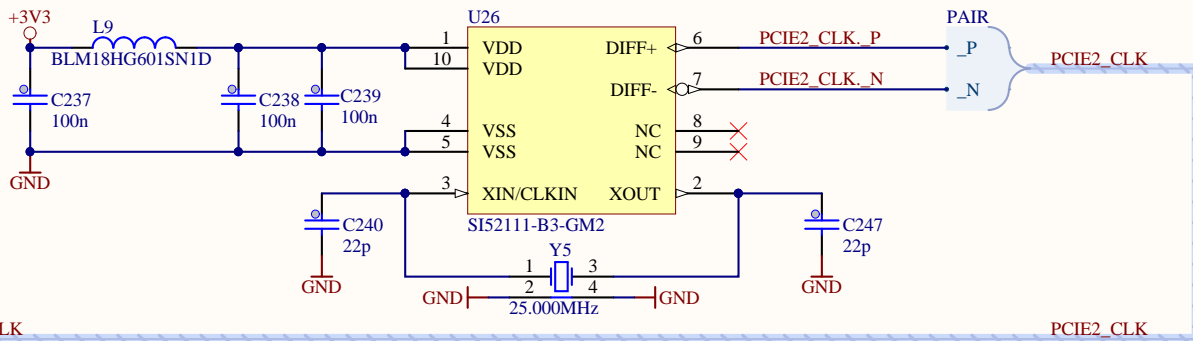 +3V3
L9
BLM18HG601SN1D
C237
100n
C238
100n
C239
100n
U26
1
VDD
10
VDD
4
VSS
5
VSS
3
XIN/CLKIN
DIFF+
6
DIFF-
7
NC
8
NC
9
XOUT
2
SI52111-B3-GM2
PCIE2_CLK._P
PCIE2_CLK._N
PAIR
_P
_N
PCIE2_CLK
GND
C240
22p
GND
Y5
1
3
2
4
GND
GND
25.000MHz
C247
22p
GND
LK
PCIE2_CLK